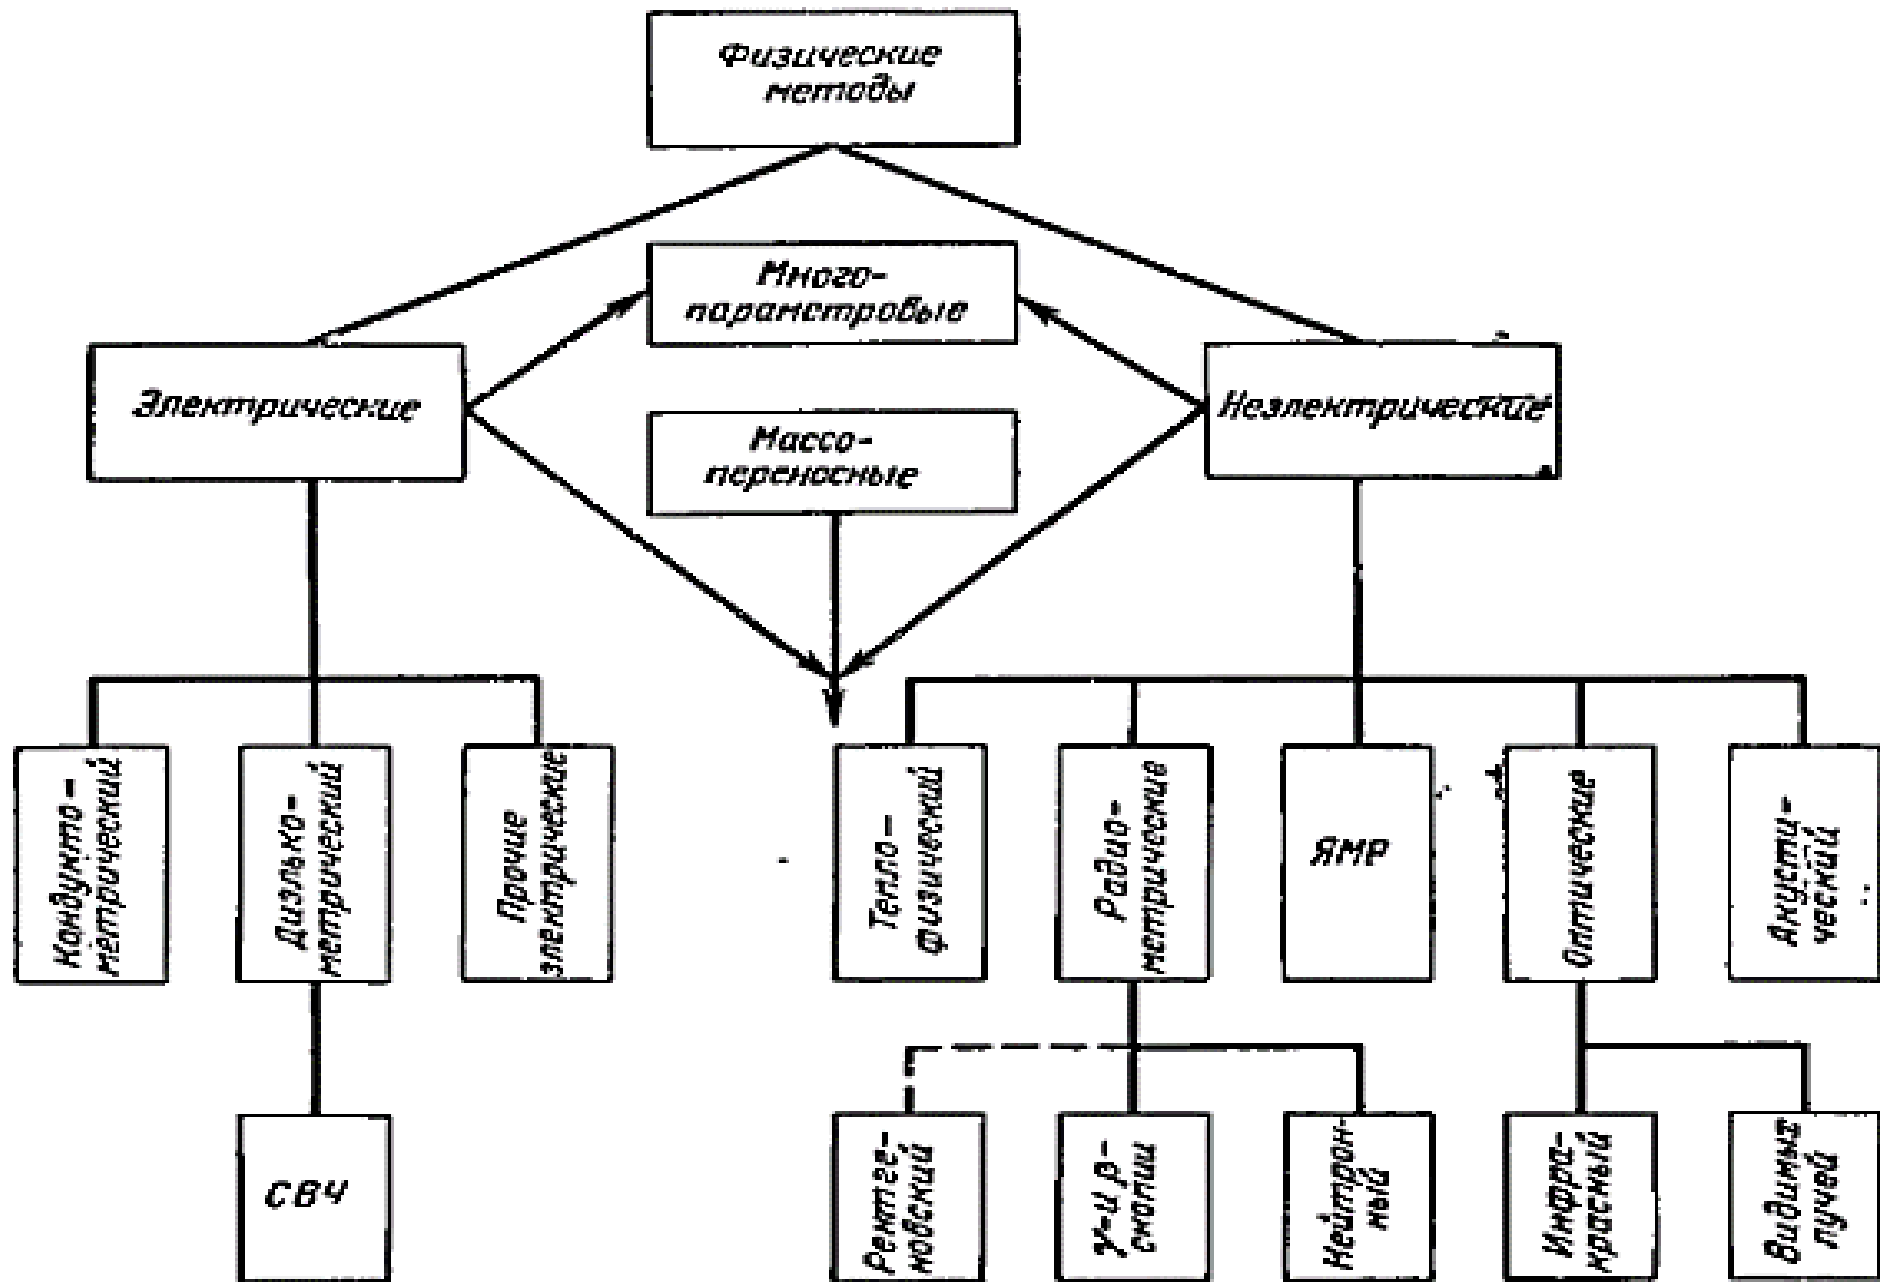 Физические
методы
Много-
параметровые
Электрические
Неэлектрические
Массо-
переносные
Кондукто-
метрический
Диэлько-
метрический
Прочие
электрические
Тепло-
физический
Радио-
метрические
ЯМР
Оптические
Акусти-
ческий
СВЧ
Рентге-
новский
γ-и р-
скопии
Нейтрон-
ный
Инфра-
красный
Видимых
лучей